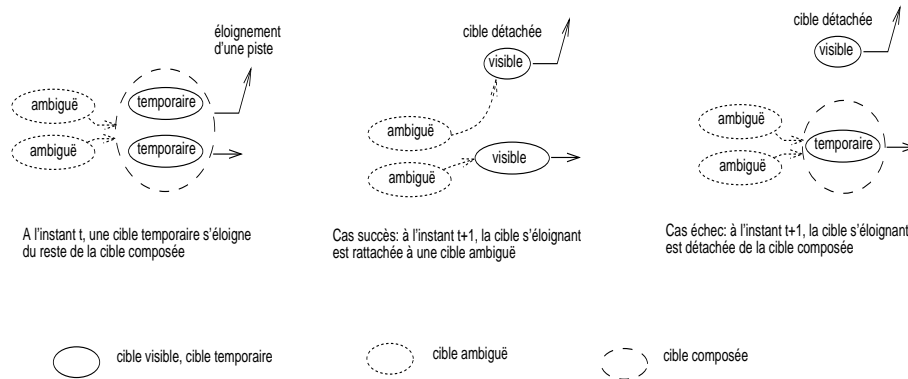 éloignement
d'une piste
ambiguë
ambiguë
temporaire
temporaire
A l'instant t, une cible temporaire s'éloigne
du reste de la cible composée
cible détachée
visible
ambiguë
ambiguë
visible
Cas succès: à l'instant t+1, la cible s'éloignant
est rattachée à une cible ambiguë
cible détachée
visible
ambiguë
ambiguë
temporaire
Cas échec: à l'instant t+1, la cible s'éloignant
est détachée de la cible composée
cible visible, cible temporaire
cible ambiguë
cible composée